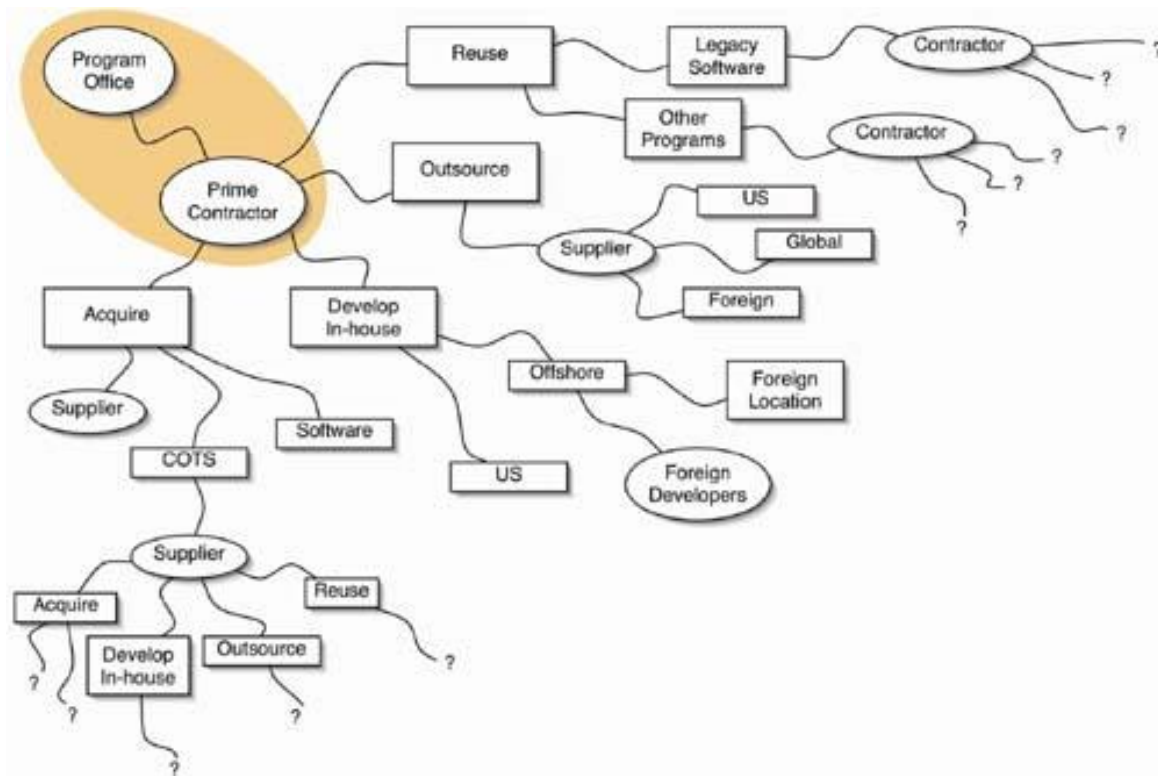 Program
Office
Reuse
Legacy
Software
Contractor
?
?
?
Other
Programs
Contractor
?
?
?
Prime
Contractor
Outsource
US
Supplier
Global
Foreign
Acquire
Develop
In-house
Offshore
Foreign
Location
Supplier
Software
COTS
US
Foreign
Developers
Supplier
Acquire
Reuse
Develop
In-house
Outsource
?
?
?
?
?